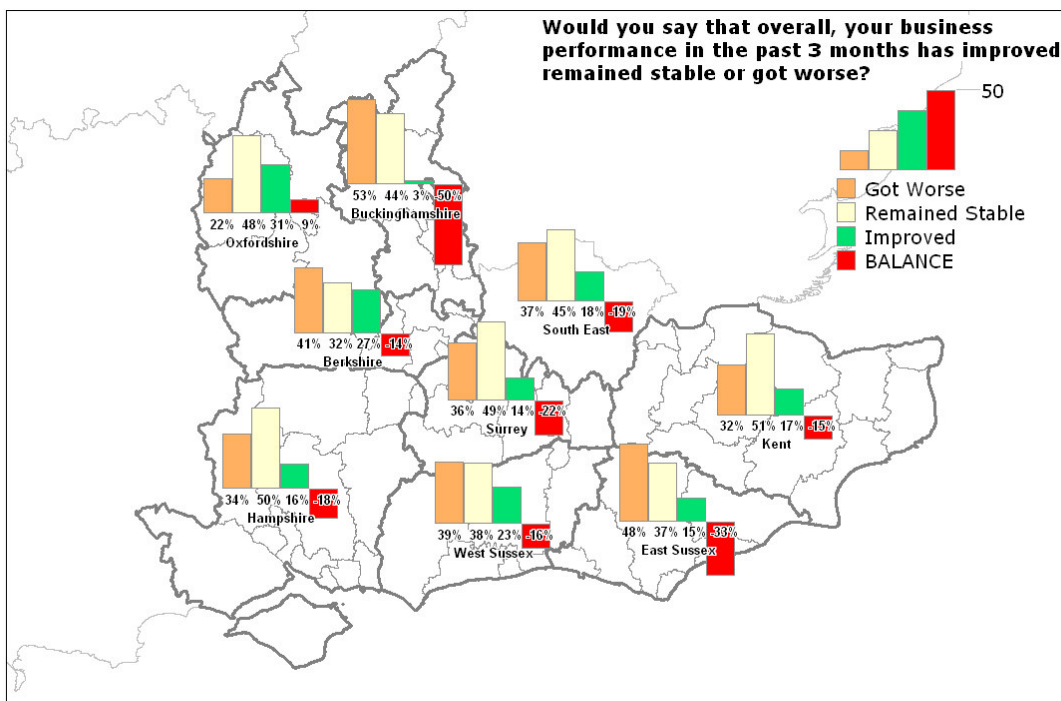 Would you say that overall, your business
performance in the past 3 months has improved
remained stable or got worse?
50
Got Worse
Remained Stable
Improved
BALANCE
53% 44% 3% -50%
Buckinghamshire
22% 48% 31% 9%
Oxfordshire
37% 45% 18% -19%
South East
41% 32% 27% -14%
Berkshire
36% 49% 14% -22%
Surrey
32% 51% 17% -15%
Kent
34% 50% 16% -18%
Hampshire
39% 38% 23% -16%
West Sussex
48% 37% 15% -33%
East Sussex